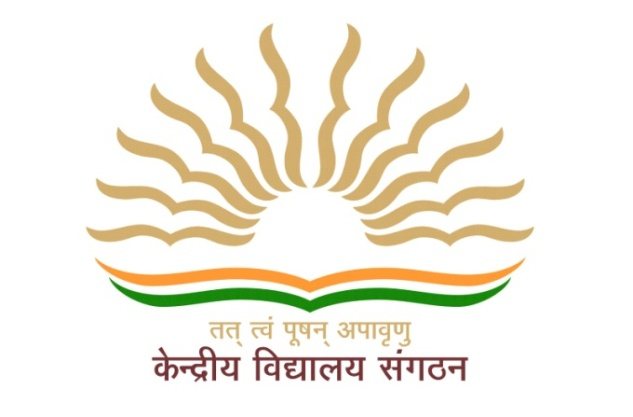 तत् त्वं पूषन् अपावृणु
केन्द्रीय विद्यालय संगठन